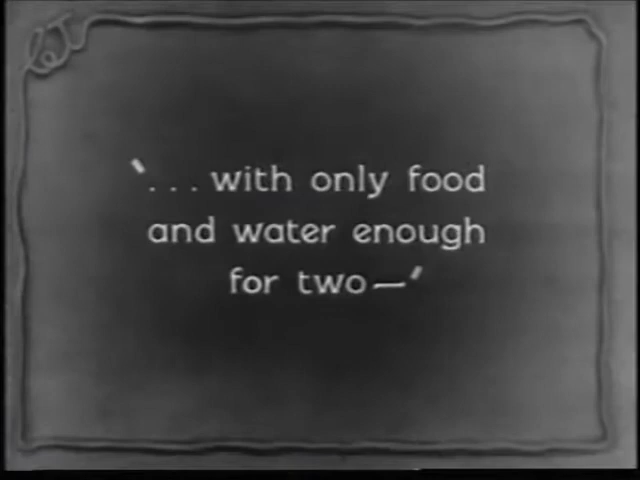 '...with only food
and water enough
for two—'